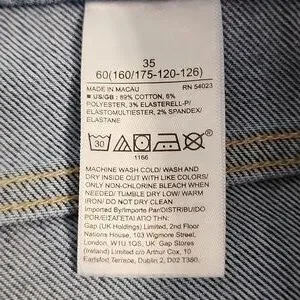 35
60(160/175-120-126)
MADE IN MACAU RN 54023
■ US/GB: 89% COTTON, 6%
POLYESTER, 3% ELASTERELL-P/
ELASTOMULTIESTER, 2% SPANDEX/
ELASTANE
30
1166
MACHINE WASH COLD/ WASH AND
DRY INSIDE OUT WITH LIKE COLORS/
ONLY NON-CHLORINE BLEACH WHEN
NEEDED/ TUMBLE DRY LOW/ WARM
IRON/ DO NOT DRY CLEAN
Importer/Importe Par/DISTRIBUIDO
POR/ΕΙΣΑΓΕΤΑΙ ΑΠΟ ΤΗΝ:
Gap (UK Holdings) Limited, 2nd Floor
Nations House, 103 Wigmore Street,
London, W1U 1QS, UK Gap Stores
(Ireland) Limited c/o Arthur Cox, 10
Earlsfort Terrace, Dublin 2, D02 T380,